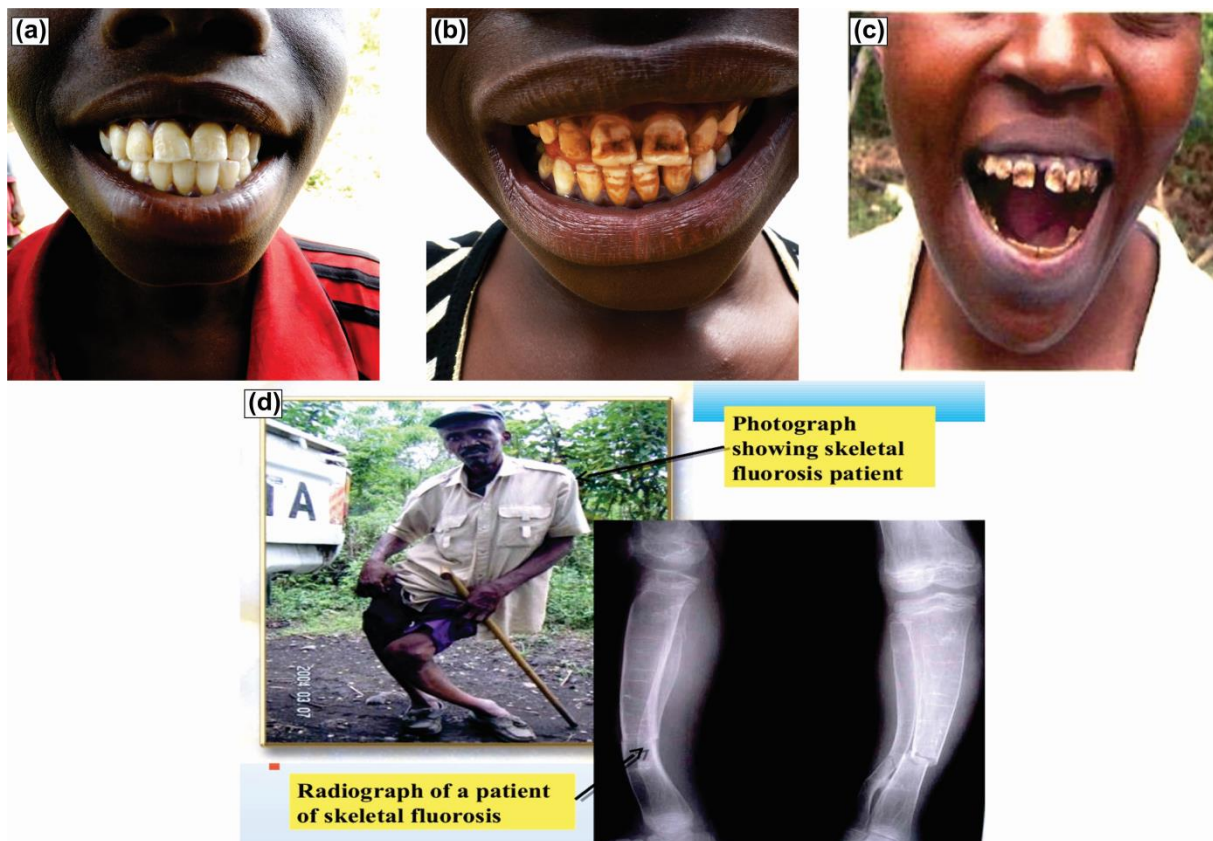 (a)
(b)
(c)
(d)
Photograph
showing skeletal
fluorosis patient
TA
2004 03.07
Radiograph of a patient
of skeletal fluorosis